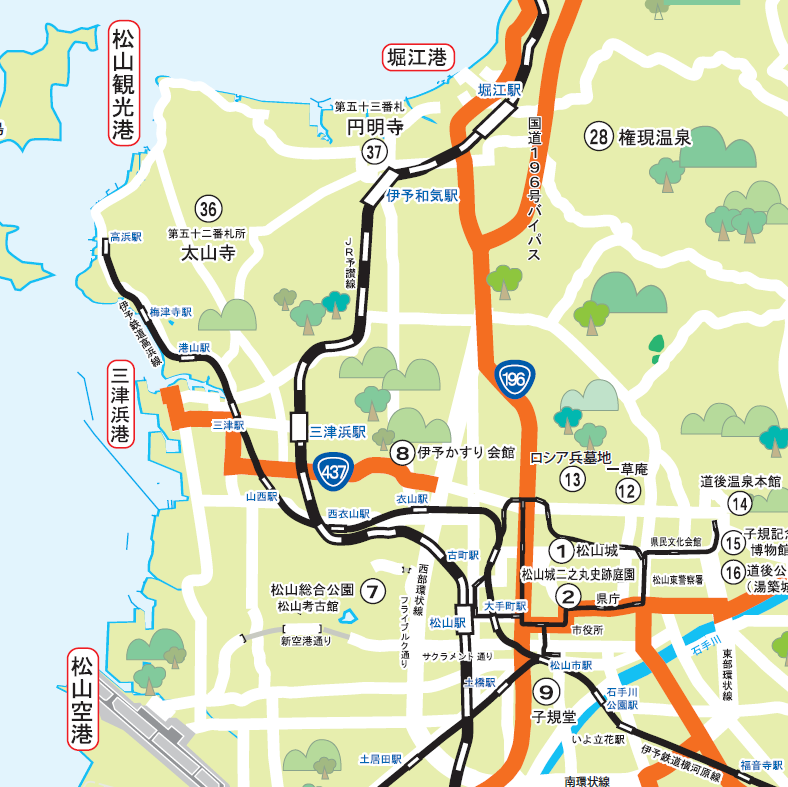 松山観光港
堀江港
堀江駅
第五十三番札
円明寺
37
国道196号バイパス
28 権現温泉
伊予和気駅
36
第五十二番札所
太山寺
高浜駅
JR予讃線
梅津寺駅
伊予鉄道高浜線
港山駅
三津浜港
196
三津駅
三津浜駅
8 伊予かすり会館
437
ロシア兵墓地
13
一草庵
12
道後温泉本館
14
山西駅
衣山駅
西衣山駅
古町駅
1 松山城
県民文化会館
15 子規記念
博物館
松山城二之丸史跡庭園
2
県庁
松山東警察署
16 道後公
(湯築城
松山総合公園
松山考古館
7
西部環状線
フライブルク通り
大手町駅
松山駅
市役所
新空港通り
サクラメント通り
石手川
東部環状線
松山空港
土橋駅
松山市駅
9
子規堂
石手川
公園駅
いよ立花駅
土居田駅
伊予鉄道横河原線
福音寺駅
南環状線